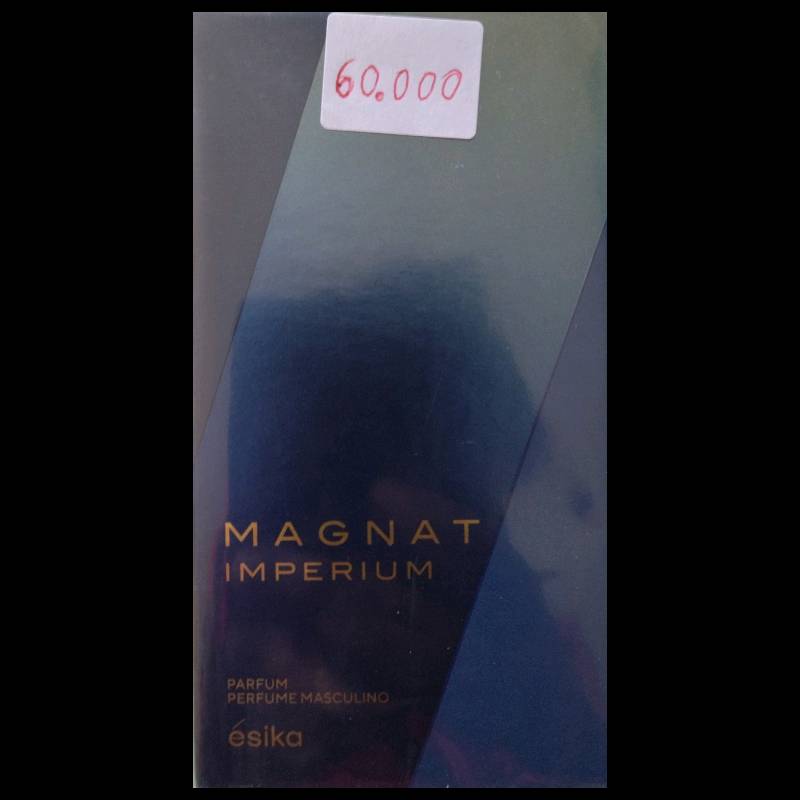 60.000
MAGNAT
IMPERIUM
PARFUM
PERFUME MASCULINO
ésika